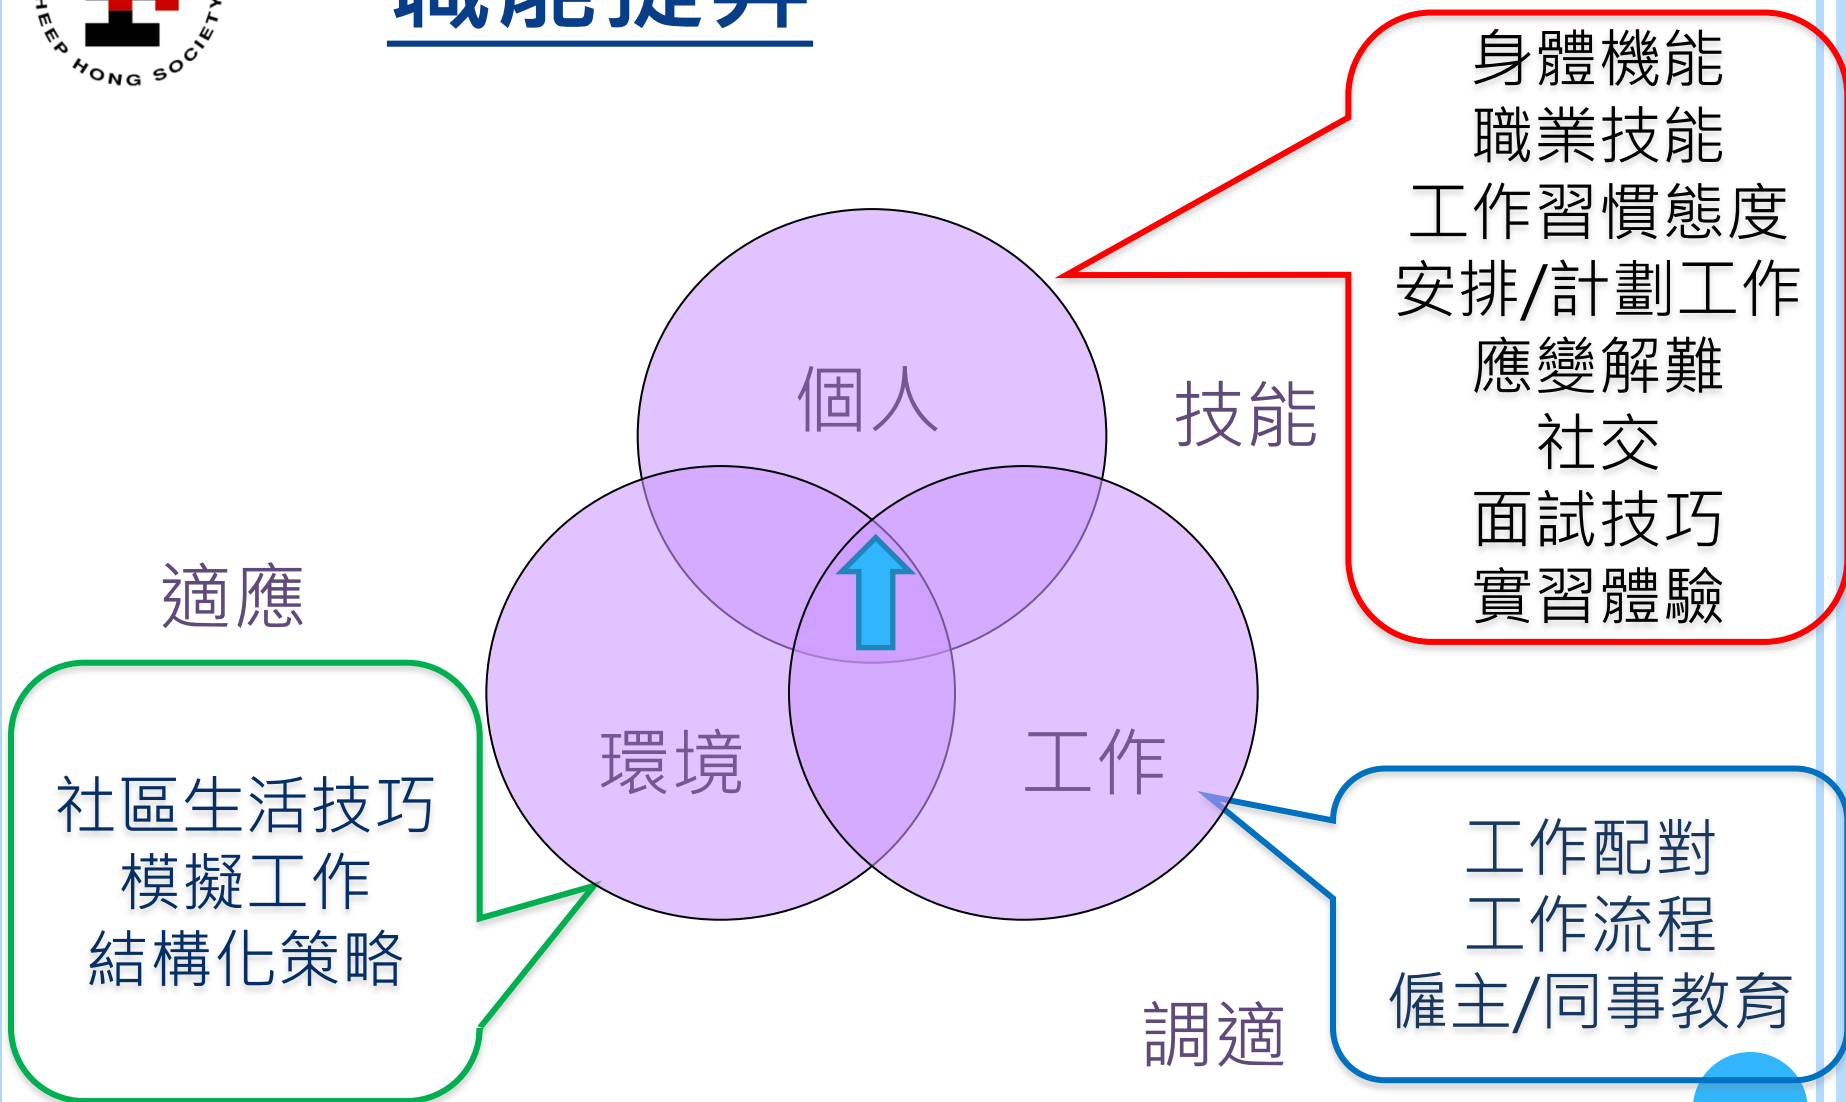 HEEP HONG SOCIETY
職能提昇
身體機能
職業技能
工作習慣態度
安排/計劃工作
應變解難
社交
面試技巧
實習體驗
個人
技能
適應
環境
工作
社區生活技巧
模擬工作
結構化策略
工作配對
工作流程
僱主/同事教育
調適